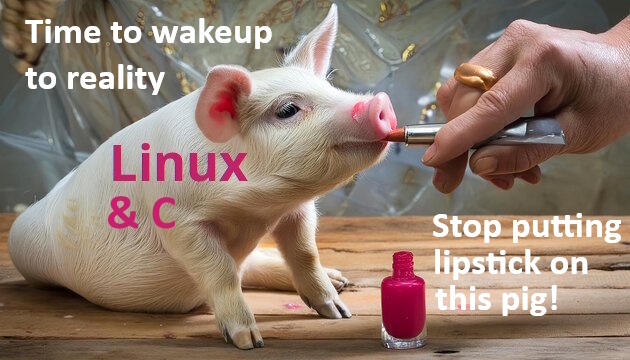 Time to wakeup
to reality
Linux
& C
Stop putting
lipstick on
this pig!